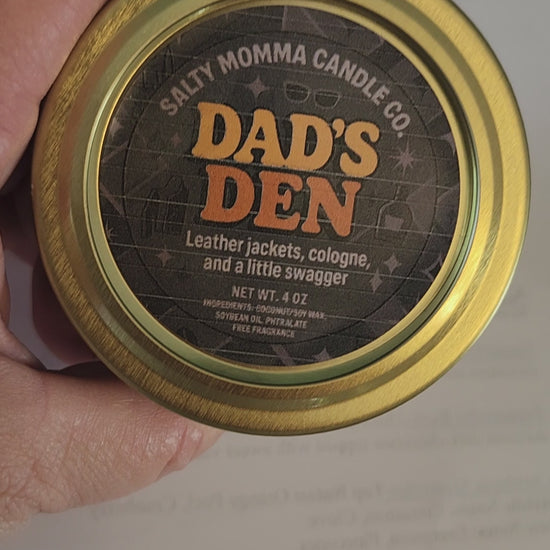 SALTY MOMMA CANDLE CO.
DAD'S
DEN
Leather jackets, cologne,
and a little swagger
NET WT. 4 OZ
INGREDIENTS: COCONUT/SOY WAX,
SOYBEAN OIL, PHTRALATE
FREE FRAGRANCE